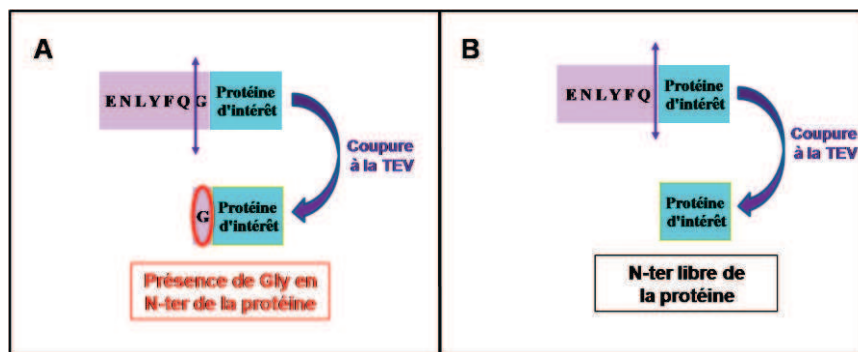 A
ENLYFQG
Protéine
d'intérêt
Coupure
à la TEV
G
Protéine
d'intérêt
Présence de Gly en
N-ter de la protéine
B
ENLYFQ
Protéine
d'intérêt
Coupure
à la TEV
Protéine
d'intérêt
N-ter libre de
la protéine